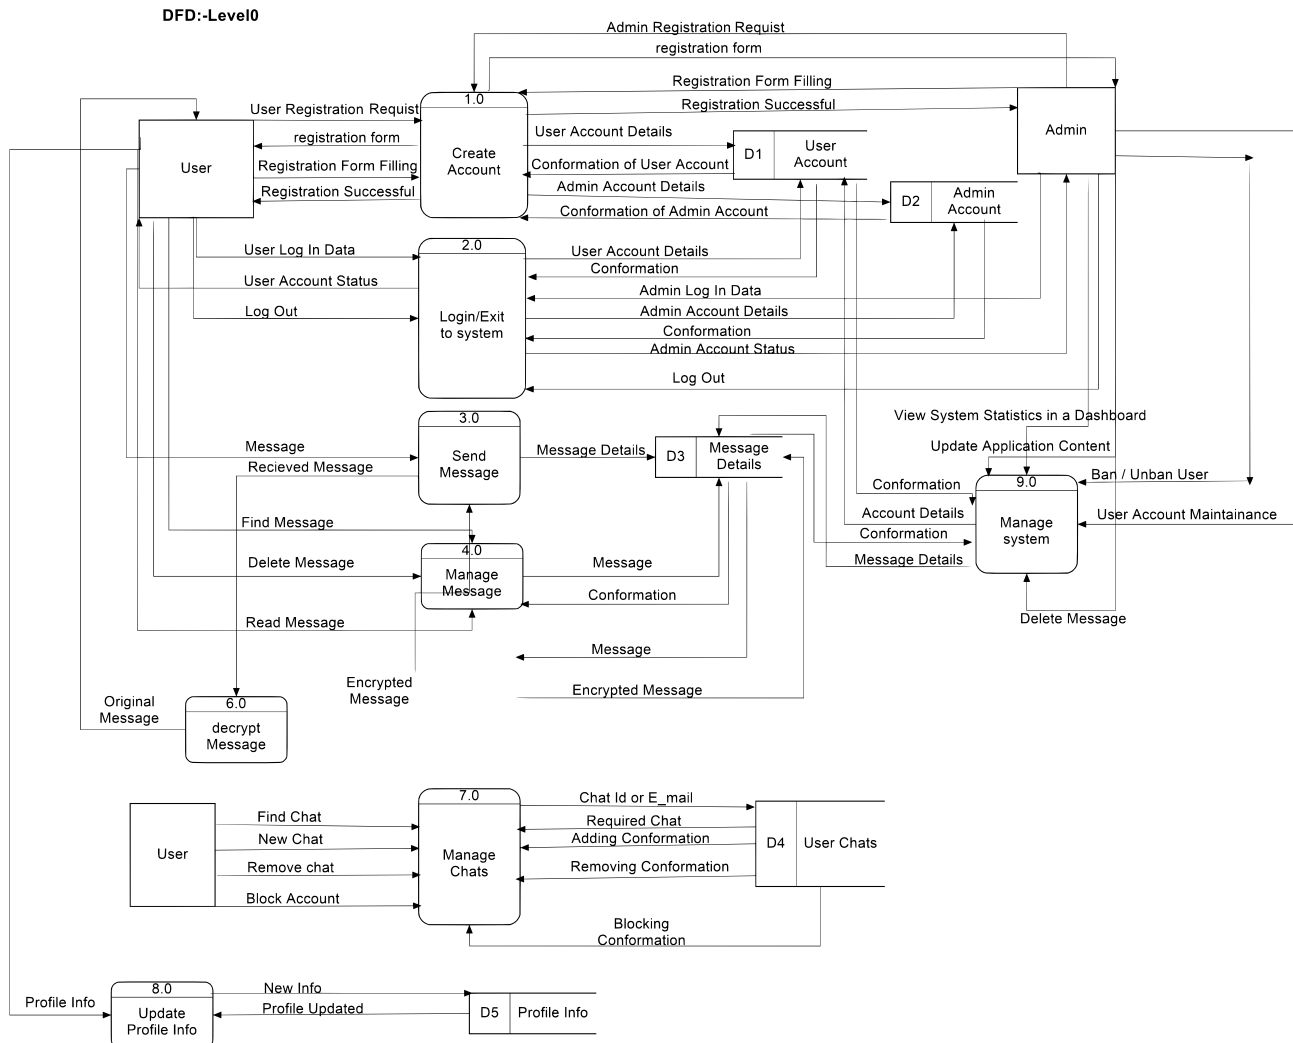 DFD:-Level0
Admin Registration Requist
registration form
Registration Form Filling
Registration Successful
1.0
Create
Account
User Registration Requist
registration form
Registration Form Filling
Registration Successful
User
User Account Details
Conformation of User Account
Admin Account Details
Conformation of Admin Account
D1
User
Account
D2
Admin
Account
Admin
2.0
Login/Exit
to system
User Log In Data
User Account Status
Log Out
User Account Details
Conformation
Admin Log In Data
Admin Account Details
Conformation
Admin Account Status
Log Out
3.0
Send
Message
Message
Recieved Message
Message Details
D3
Message
Details
View System Statistics in a Dashboard
Update Application Content
Ban / Unban User
9.0
Manage
system
Conformation
Account Details
Conformation
Message Details
User Account Maintainance
Delete Message
Find Message
Delete Message
Read Message
4.0
Manage
Message
Message
Conformation
Message
Encrypted Message
Encrypted
Message
Original
Message
6.0
decrypt
Message
User
Find Chat
New Chat
Remove chat
Block Account
7.0
Manage
Chats
Chat Id or E_mail
Required Chat
Adding Conformation
Removing Conformation
D4
User Chats
Blocking
Conformation
Profile Info
8.0
Update
Profile Info
New Info
Profile Updated
D5
Profile Info